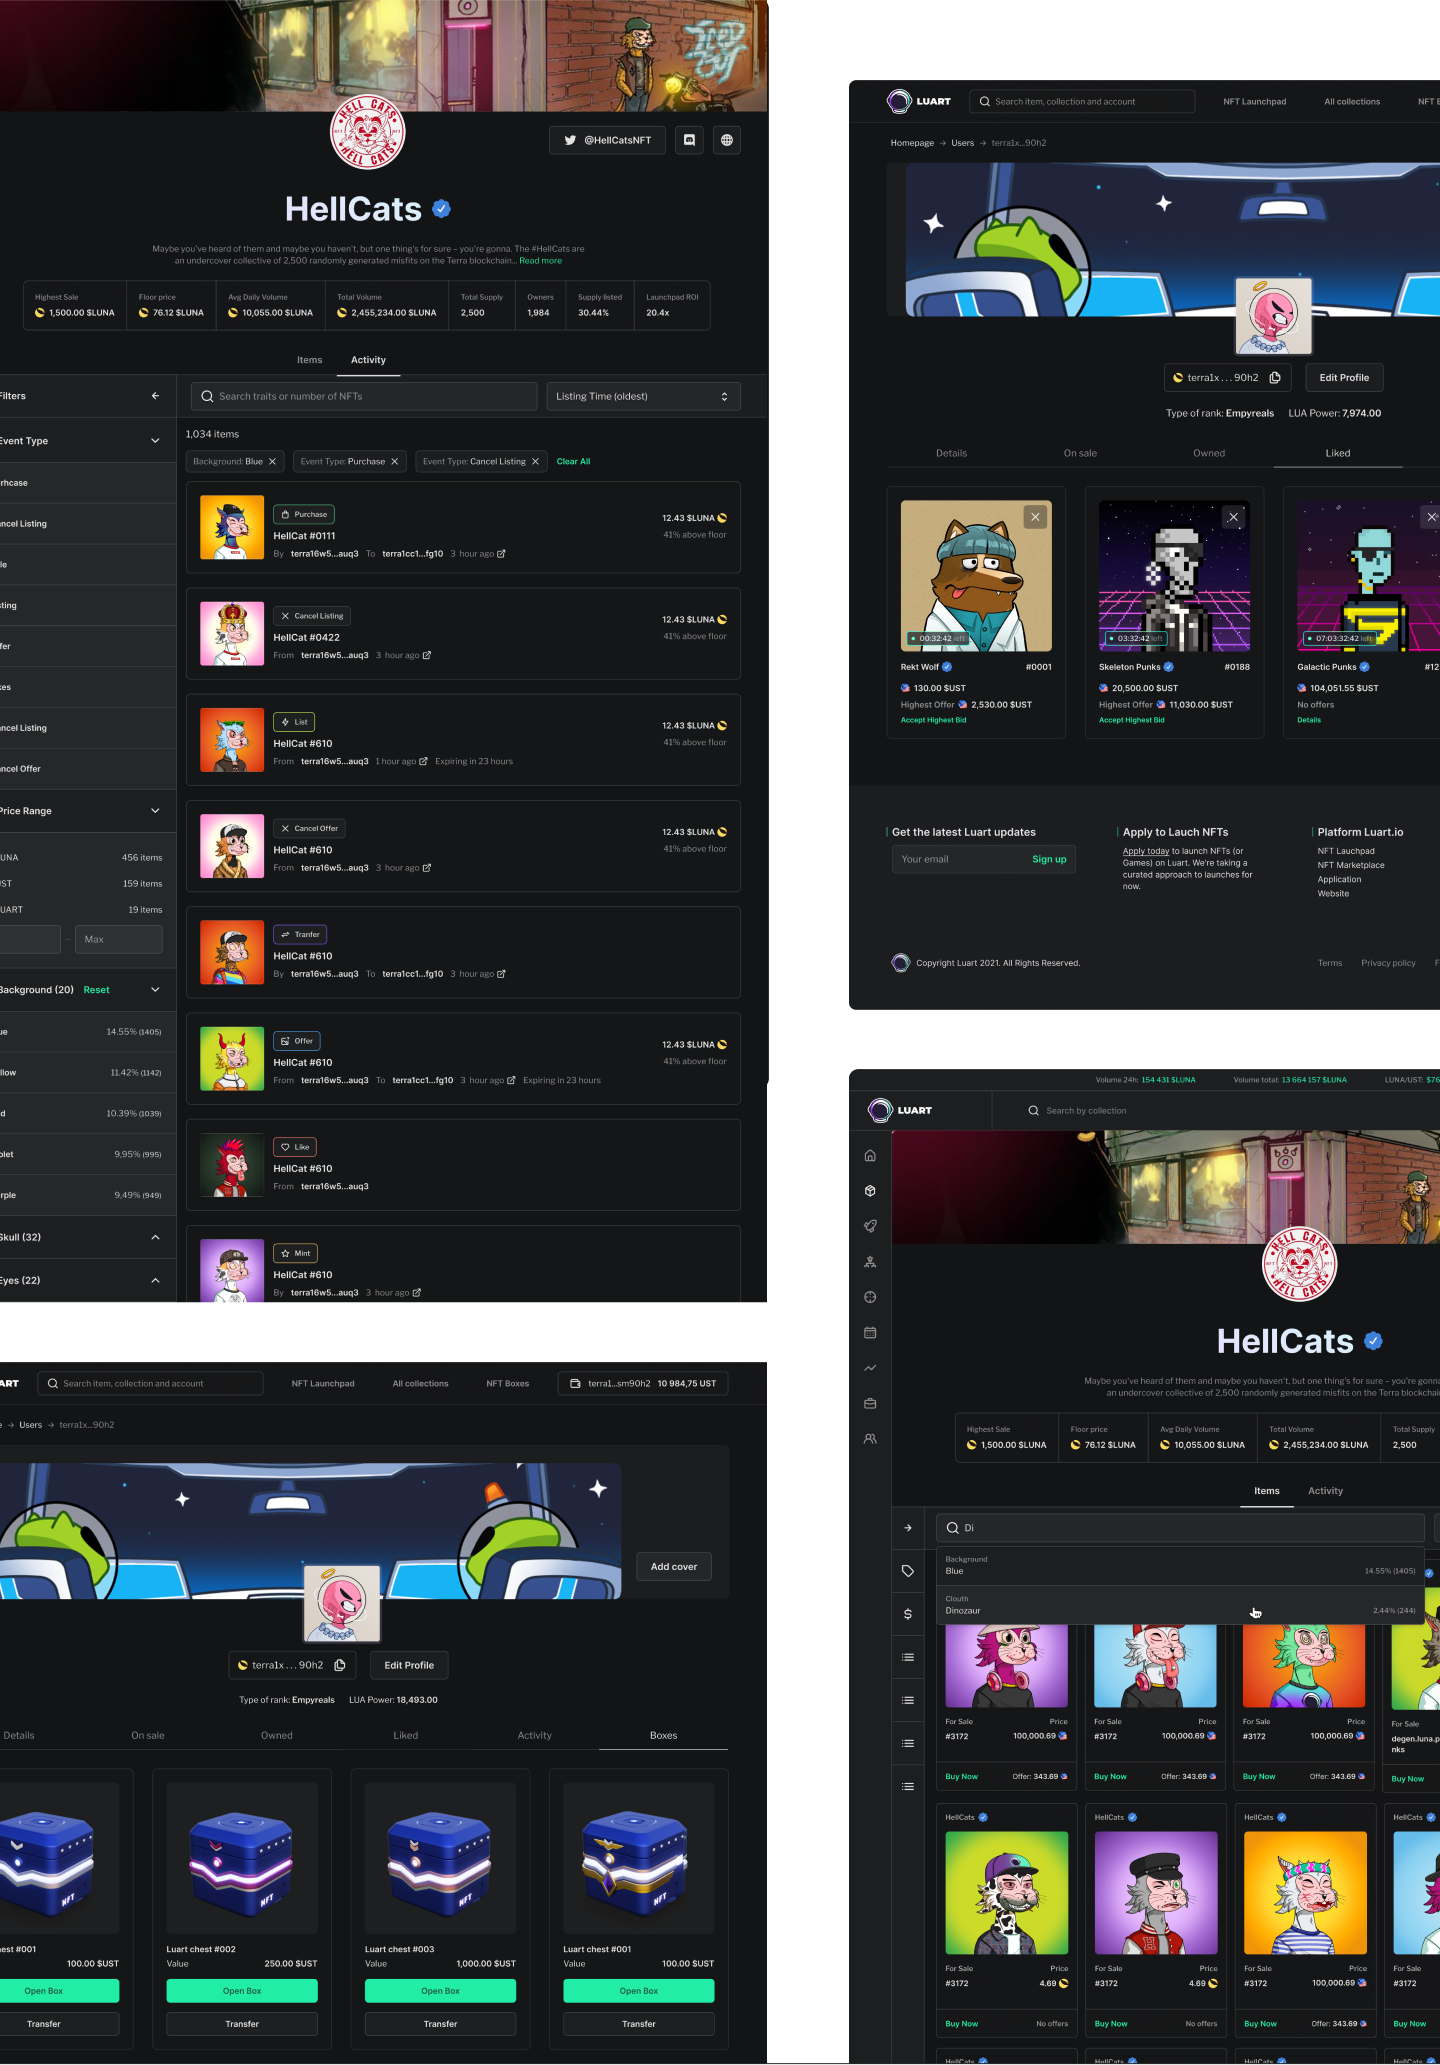 HELL CATS
NFT NFT
HELL CATS
@HellCatsNFT
HellCats
Maybe you've heard of them and maybe you haven't, but one thing's for sure – you're gonna. The #HellCats are
an undercover collective of 2,500 randomly generated misfits on the Terra blockchain... Read more
Highest Sale
1,500.00 $LUNA
Floor price
76.12 $LUNA
Avg Daily Volume
10,055.00 $LUNA
Total Volume
2,455,234.00 $LUNA
Total Supply
2,500
Owners
1,984
Supply listed
30.44%
Launchpad ROI
20.4x
Items Activity
Filters
Search traits or number of NFTs
Listing Time (oldest)
Event Type
rhcase
ncel Listing
le
ting
fer
kes
ncel Listing
ncel Offer
Price Range
UNA 456 items
ST 159 items
UART 19 items
– Max
Background (20) Reset
ue 14.55% (1405)
llow 11.42% (1142)
d 10.39% (1039)
olet 9,95% (995)
rple 9,49% (949)
Skull (32)
Eyes (22)
1,034 items
Background: Blue
Event Type: Purchase
Event Type: Cancel Listing
Clear All
Purchase
HellCat #0111
By terra16w5...auq3 To terra1cc1...fg10 3 hour ago
12.43 $LUNA
41% above floor
Cancel Listing
HellCat #0422
From terra16w5...auq3 3 hour ago
12.43 $LUNA
41% above floor
List
HellCat #610
From terra16w5...auq3 1 hour ago Expiring in 23 hours
12.43 $LUNA
41% above floor
Cancel Offer
HellCat #610
From terra16w5...auq3 3 hour ago
12.43 $LUNA
41% above floor
Tranfer
HellCat #610
By terra16w5...auq3 To terra1cc1...fg10 3 hour ago
Offer
HellCat #610
From terra16w5...auq3 To terra1cc1...fg10 3 hour ago Expiring in 23 hours
12.43 $LUNA
41% above floor
Like
HellCat #610
From terra16w5...auq3
Mint
HellCat #610
By terra16w5...auq3 3 hour ago
LUART
Search item, collection and account
NFT Launchpad All collections NFT B
Homepage → Users → terra1x...90h2
terra1x . . . 90h2
Edit Profile
Type of rank: Empyreals LUA Power: 7,974.00
Details On sale Owned Liked
00:32:42 left
Rekt Wolf #0001
130.00 $UST
Highest Offer 2,530.00 $UST
Accept Highest Bid
03:32:42 left
Skeleton Punks #0188
20,500.00 $UST
Highest Offer 11,030.00 $UST
Accept Highest Bid
07:03:32:42 left
Galactic Punks #12
104,051.55 $UST
No offers
Details
Get the latest Luart updates
Your email Sign up
Apply to Lauch NFTs
Apply today to launch NFTs (or
Games) on Luart. We're taking a
curated approach to launches for
now.
Platform Luart.io
NFT Lauchpad
NFT Marketplace
Application
Website
Copyright Luart 2021. All Rights Reserved.
Terms Privacy policy F
ART
Search item, collection and account
NFT Launchpad All collections NFT Boxes
terra1...sm90h2 10 984,75 UST
e → Users → terra1x...90h2
Add cover
terra1x . . . 90h2
Edit Profile
Type of rank: Empyreals LUA Power: 18,493.00
Details On sale Owned Liked Activity Boxes
NFT
est #001
100.00 $UST
Open Box
Transfer
NFT
Luart chest #002
Value 250.00 $UST
Open Box
Transfer
NFT
Luart chest #003
Value 1,000.00 $UST
Open Box
Transfer
NFT
Luart chest #001
Value 100.00 $UST
Open Box
Transfer
Volume 24h: 154 431 $LUNA Volume total: 13 664 157 $LUNA LUNA/UST: $76
LUART
Search by collection
HELL CATS
NFT NFT
HELL CATS
HellCats
Maybe you've heard of them and maybe you haven't, but one thing's for sure – you're gonna
an undercover collective of 2,500 randomly generated misfits on the Terra blockchain
Highest Sale
1,500.00 $LUNA
Floor price
76.12 $LUNA
Avg Daily Volume
10,055.00 $LUNA
Total Volume
2,455,234.00 $LUNA
Total Supply
2,500
Items Activity
Di
Background
Blue 14.55% (1405)
Clouth
Dinozaur 2,44% (244)
For Sale Price
#3172 100,000.69
Buy Now Offer: 343.69
For Sale Price
#3172 100,000.69
Buy Now Offer: 343.69
For Sale Price
#3172 100,000.69
Buy Now Offer: 343.69
For Sale
degen.luna.p
nks
Buy Now
HellCats
For Sale Price
#3172 4.69
Buy Now No offers
HellCats
For Sale Price
#3172 4.69
Buy Now No offers
HellCats
For Sale Price
#3172 100,000.69
Buy Now Offer: 343.69
HellCats
For Sale
#3172
Buy Now
HellCats HellCats HellCats HellCats